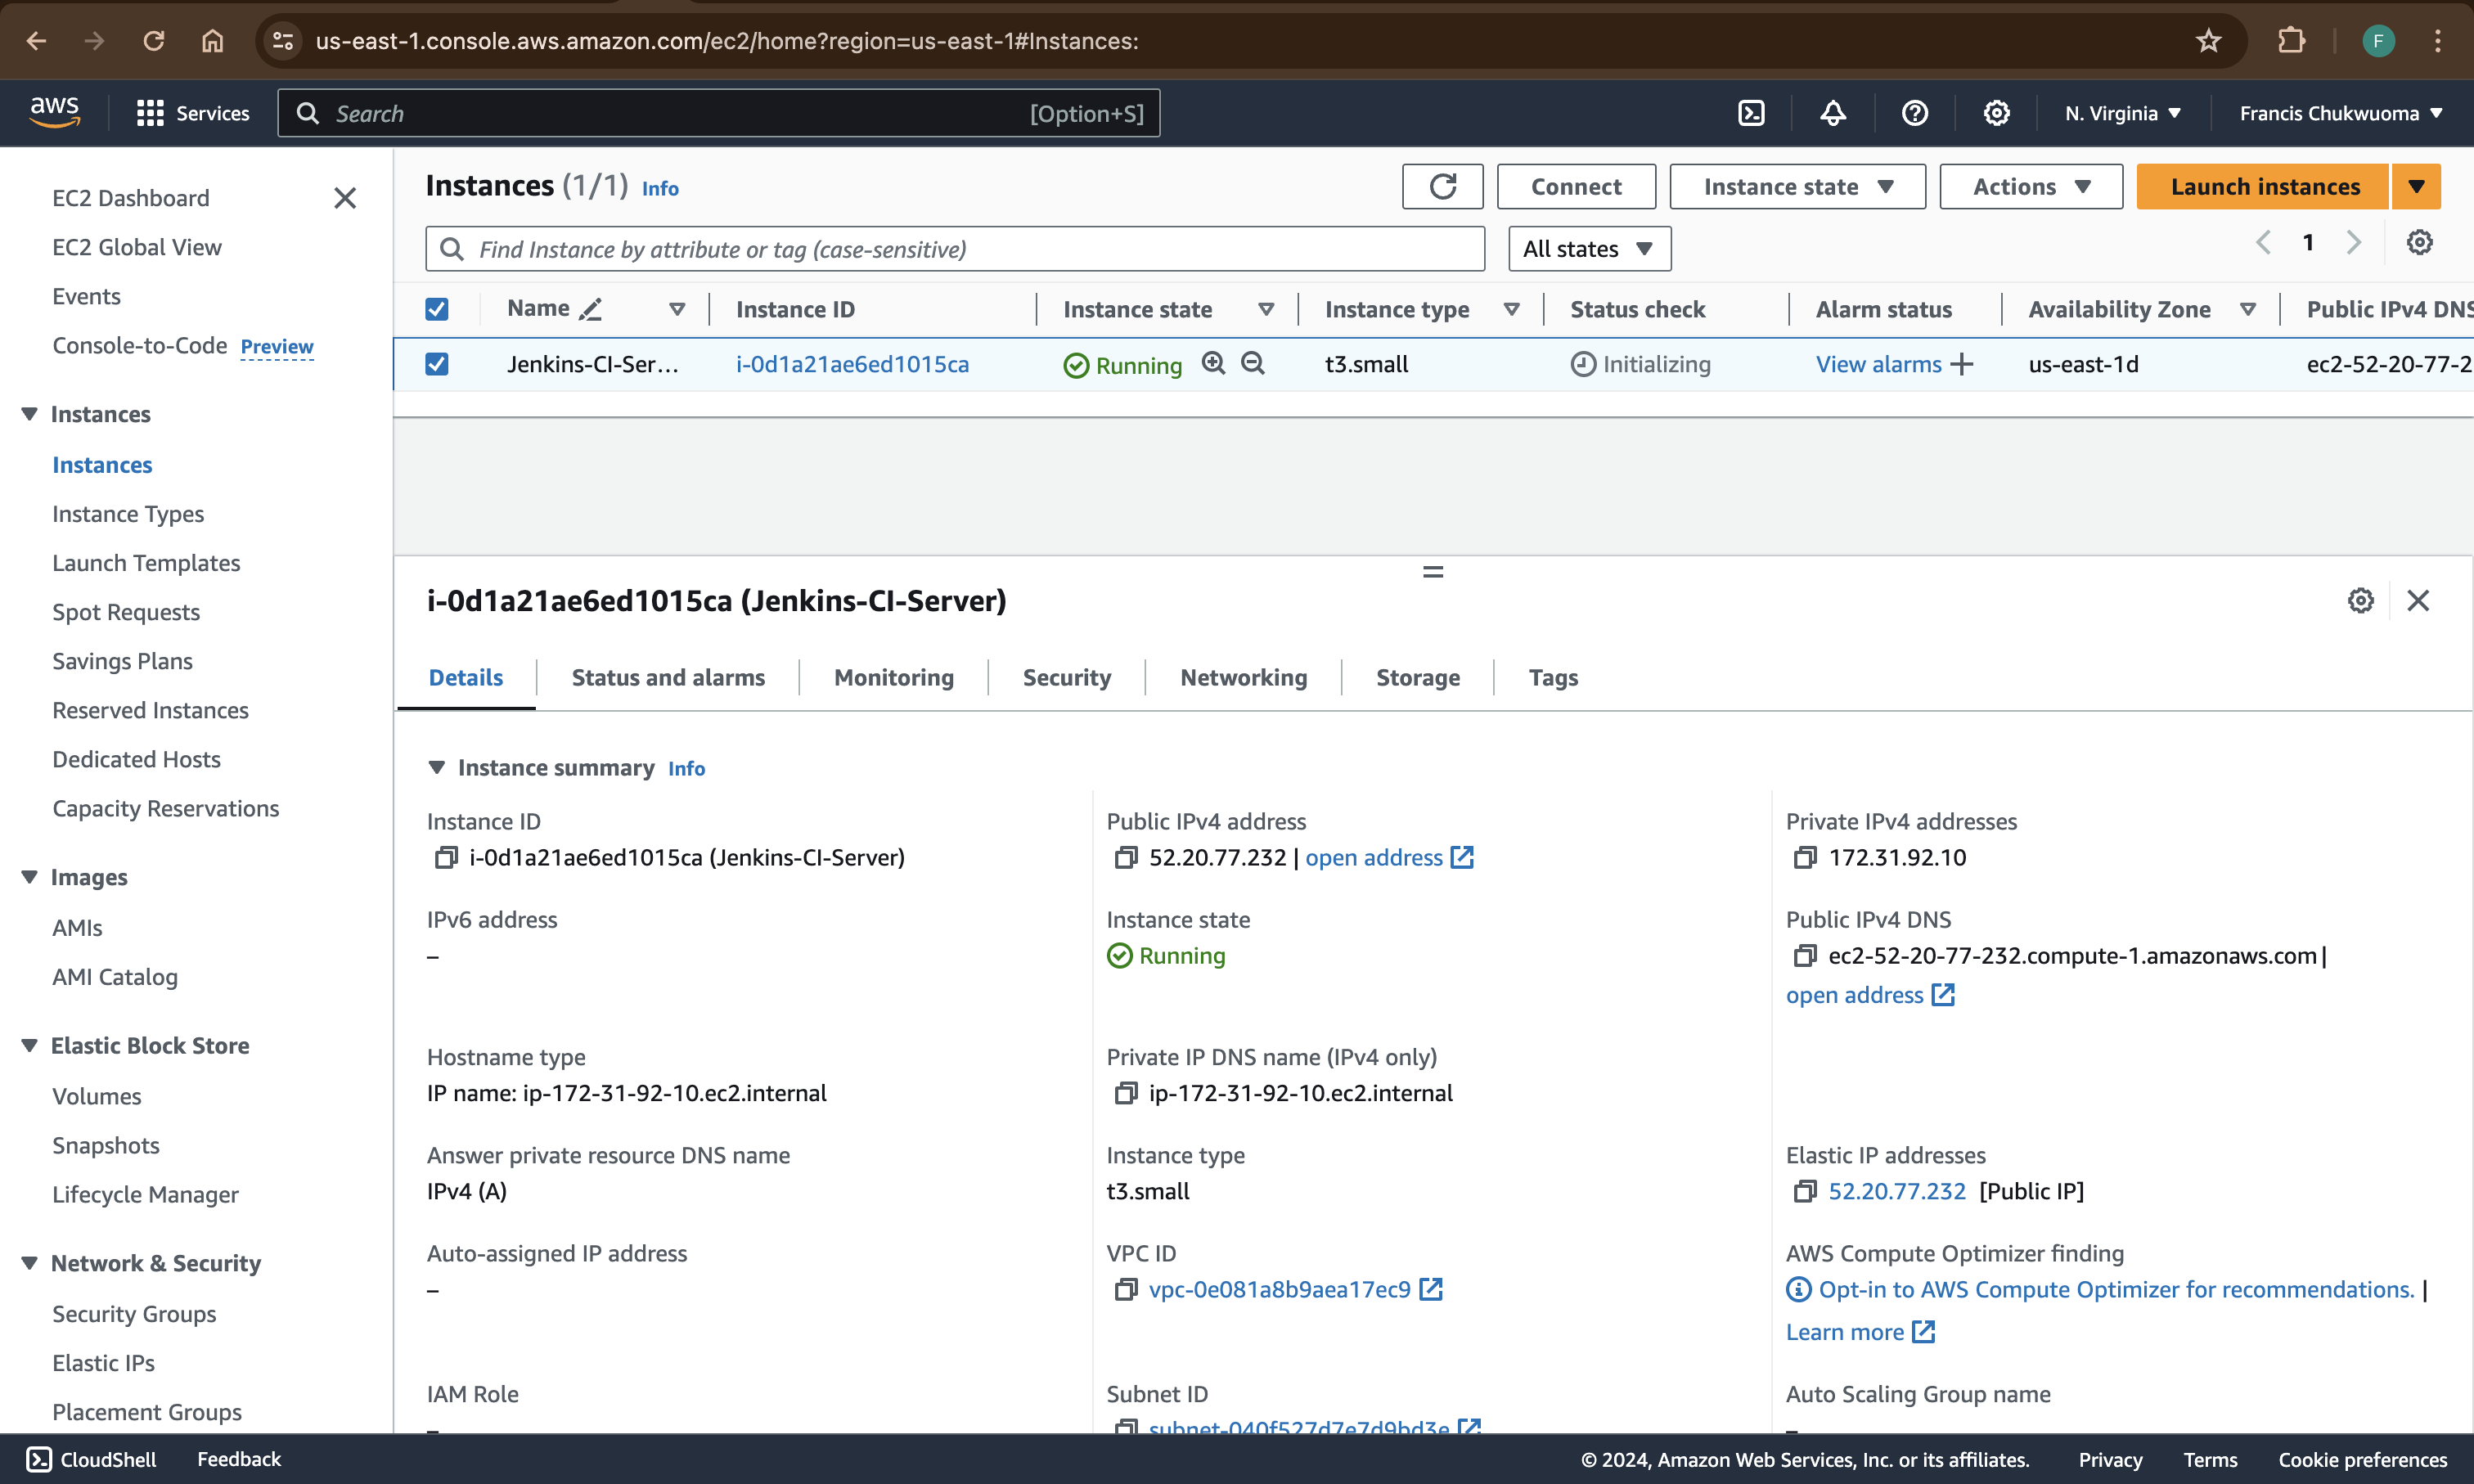 us-east-1.console.aws.amazon.com/ec2/home?region=us-east-1#Instances:
F
aws
Services
Search
[Option+S]
N. Virginia
Francis Chukwuoma
EC2 Dashboard
EC2 Global View
Events
Console-to-Code Preview
Instances
Instances
Instance Types
Launch Templates
Spot Requests
Savings Plans
Reserved Instances
Dedicated Hosts
Capacity Reservations
Images
AMIs
AMI Catalog
Elastic Block Store
Volumes
Snapshots
Lifecycle Manager
Network & Security
Security Groups
Elastic IPs
Placement Groups
Instances (1/1) Info
Connect
Instance state
Actions
Launch instances
Find Instance by attribute or tag (case-sensitive)
All states
1
Name
Instance ID
Instance state
Instance type
Status check
Alarm status
Availability Zone
Public IPv4 DNS
Jenkins-CI-Ser...
i-0d1a21ae6ed1015ca
Running
t3.small
Initializing
View alarms
us-east-1d
ec2-52-20-77-2
i-0d1a21ae6ed1015ca (Jenkins-CI-Server)
Details
Status and alarms
Monitoring
Security
Networking
Storage
Tags
Instance summary Info
Instance ID
i-0d1a21ae6ed1015ca (Jenkins-CI-Server)
Public IPv4 address
52.20.77.232 | open address
Private IPv4 addresses
172.31.92.10
IPv6 address
–
Instance state
Running
Public IPv4 DNS
ec2-52-20-77-232.compute-1.amazonaws.com |
open address
Hostname type
IP name: ip-172-31-92-10.ec2.internal
Private IP DNS name (IPv4 only)
ip-172-31-92-10.ec2.internal
Answer private resource DNS name
IPv4 (A)
Instance type
t3.small
Elastic IP addresses
52.20.77.232 [Public IP]
Auto-assigned IP address
–
VPC ID
vpc-0e081a8b9aea17ec9
AWS Compute Optimizer finding
Opt-in to AWS Compute Optimizer for recommendations. |
Learn more
IAM Role
–
Subnet ID
subnet-040f527d7e7d9bd3e
Auto Scaling Group name
–
CloudShell
Feedback
© 2024, Amazon Web Services, Inc. or its affiliates.
Privacy
Terms
Cookie preferences